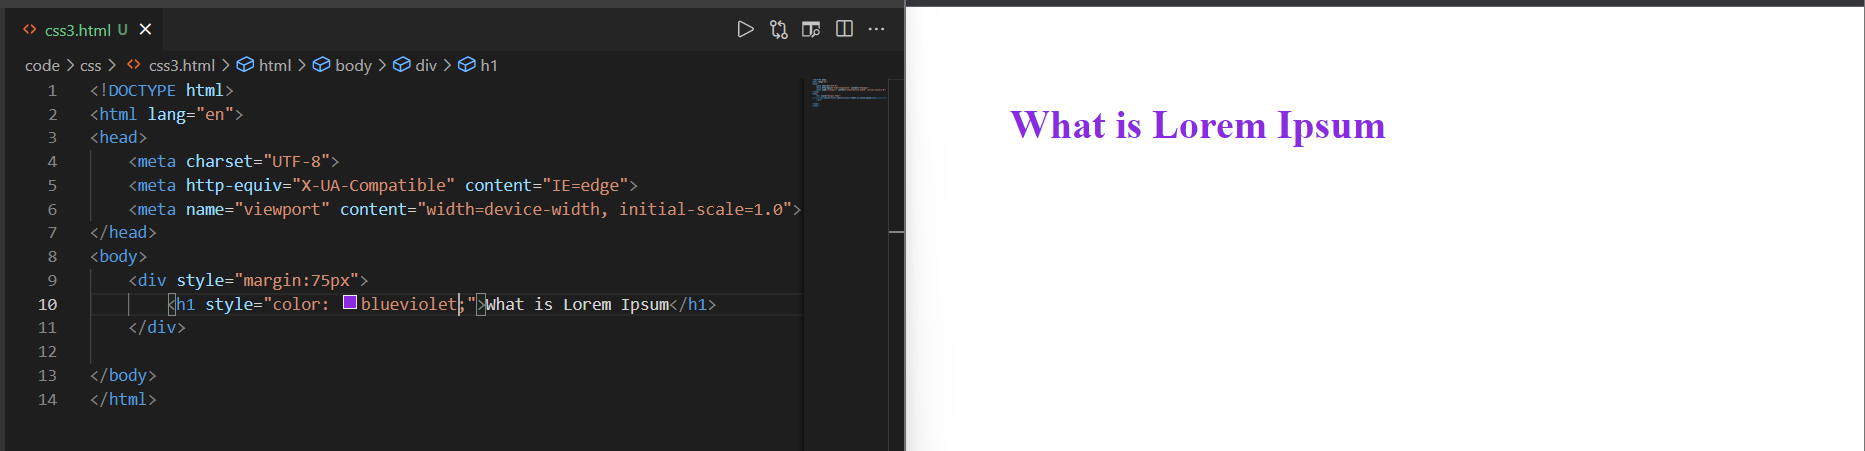 css3.html U
code > css > css3.html > html > body > div > h1
1 <!DOCTYPE html>
2 <html lang="en">
3 <head>
4     <meta charset="UTF-8">
5     <meta http-equiv="X-UA-Compatible" content="IE=edge">
6     <meta name="viewport" content="width=device-width, initial-scale=1.0">
7 </head>
8 <body>
9     <div style="margin:75px">
10         <h1 style="color: blueviolet;">What is Lorem Ipsum</h1>
11     </div>
12
13 </body>
14 </html>
What is Lorem Ipsum